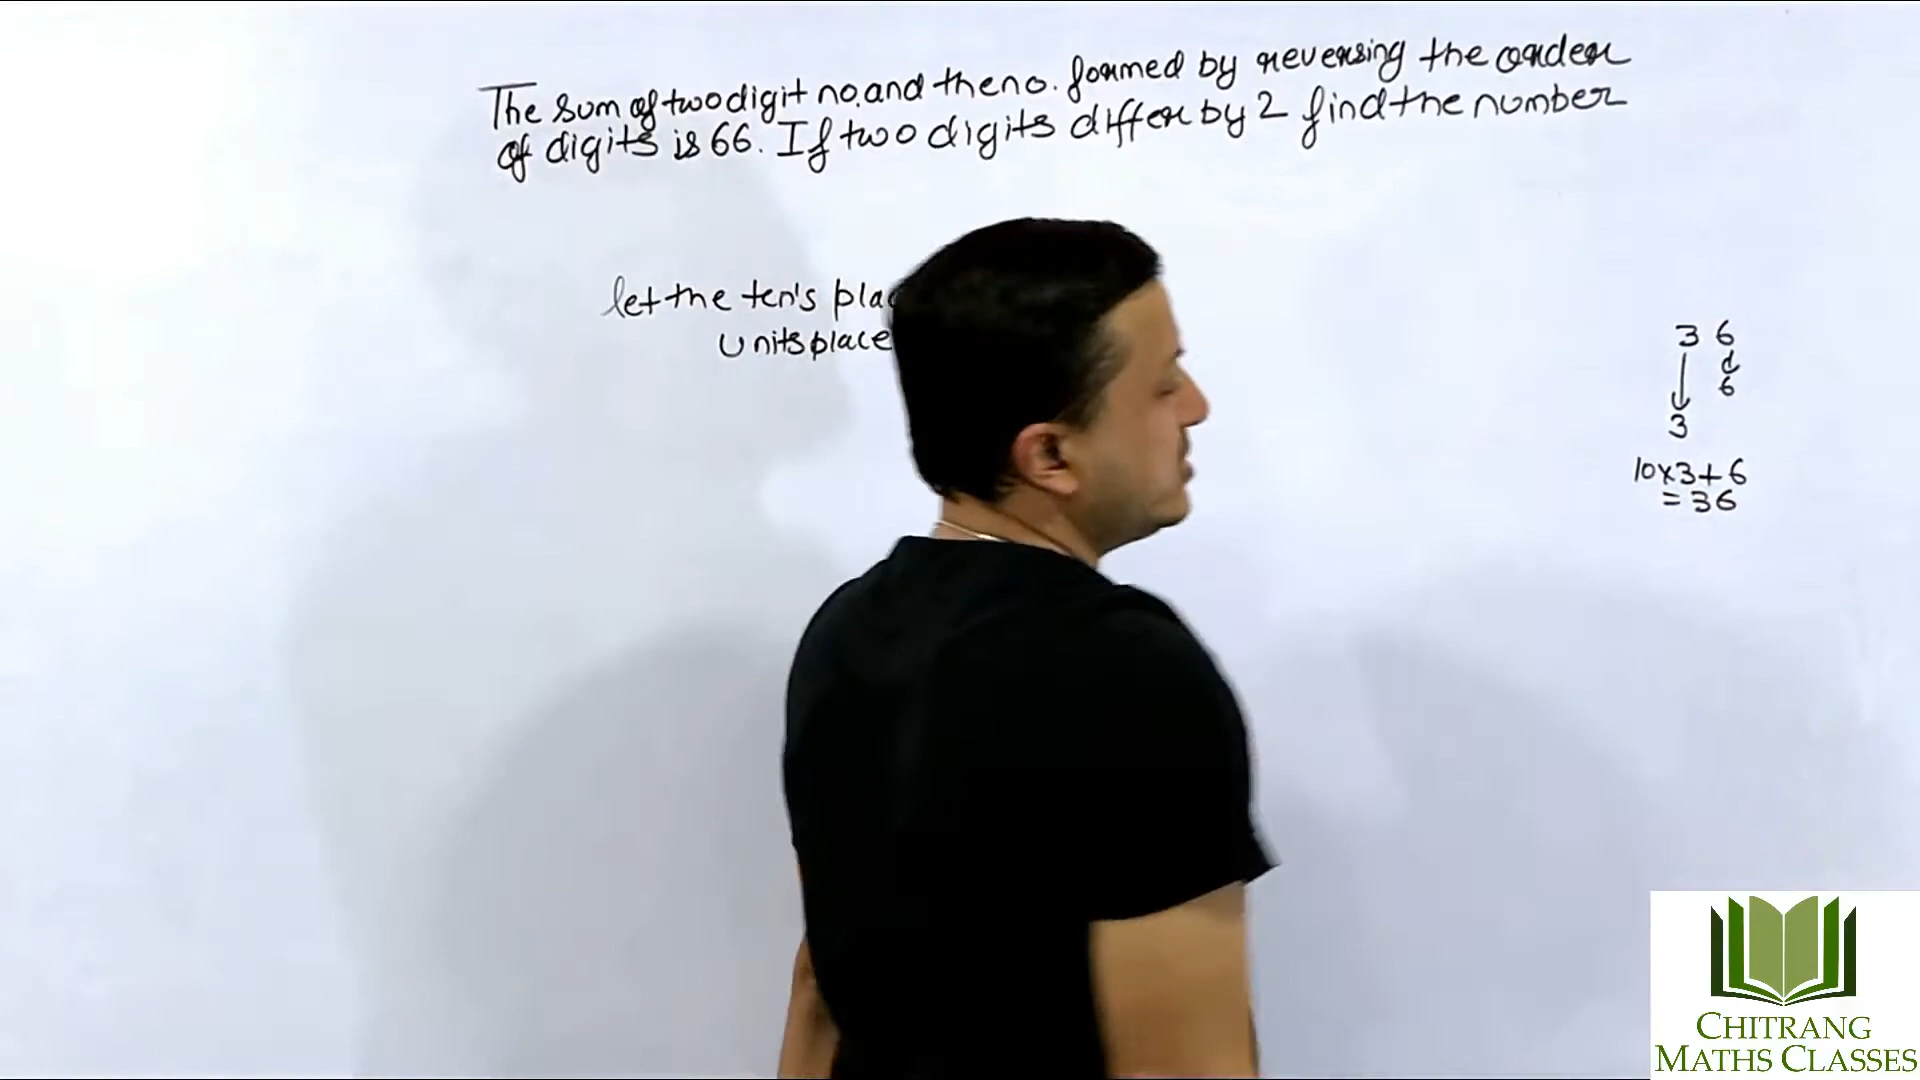 The sum of two digit no. and the no. formed by reversing the order
of digits is 66. If two digits differ by 2 find the number
let the ten's
units place
3 6
6
3
10x3+6
= 36
CHITRANG
MATHS CLASSES